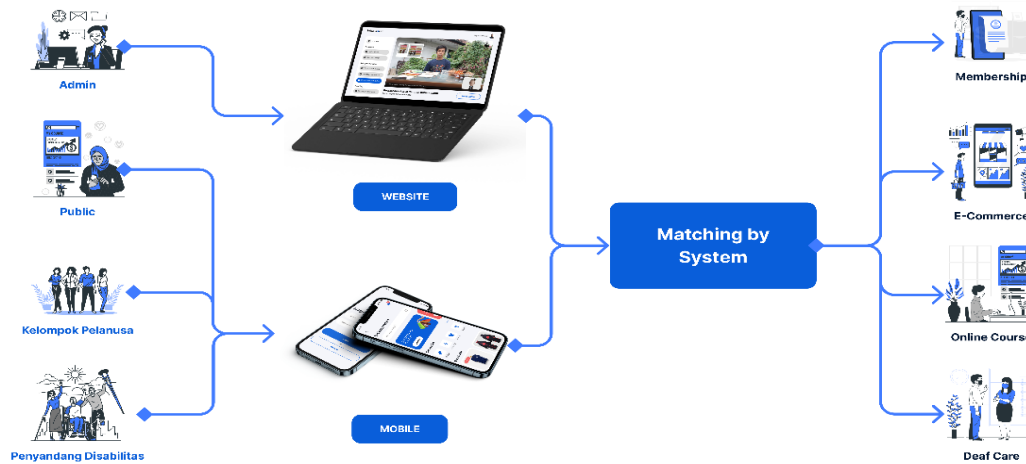 Admin
Public
Kelompok Pelanusa
Penyandang Disabilitas
WEBSITE
MOBILE
Matching by
System
Membership
E-Commerce
Online Course
Deaf Care